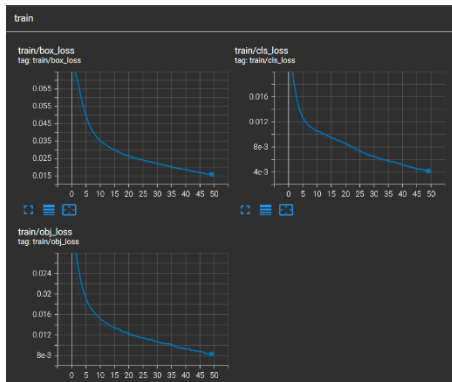 train
train/box_loss
tag: train/box_loss
0.065
0.055
0.045
0.035
0.025
0.015
0 5 10 15 20 25 30 35 40 45 50
train/cls_loss
tag: train/cls_loss
0.016
0.012
8e-3
4e-3
0 5 10 15 20 25 30 35 40 45 50
train/obj_loss
tag: train/obj_loss
0.024
0.02
0.016
0.012
8e-3
0 5 10 15 20 25 30 35 40 45 50